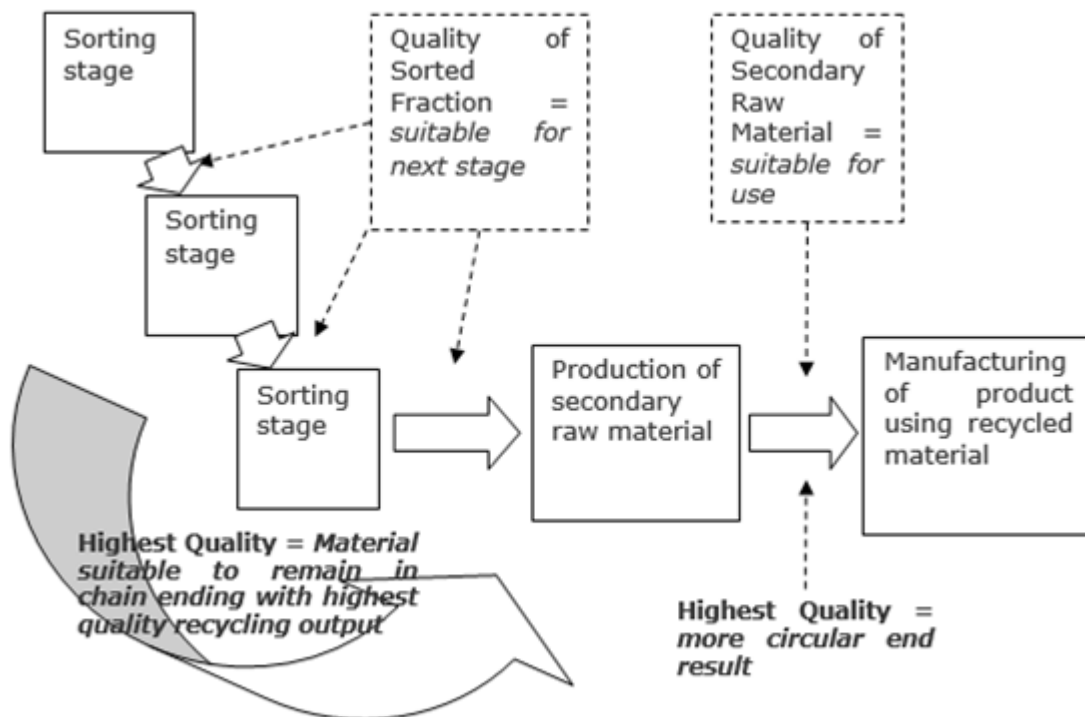 Sorting
stage
Quality of
Sorted
Fraction =
suitable for
next stage
Quality of
Secondary
Raw
Material =
suitable for
use
Sorting
stage
Sorting
stage
Production of
secondary
raw material
Manufacturing
of product
using recycled
material
Highest Quality = Material
suitable to remain in
chain ending with highest
quality recycling output
Highest Quality =
more circular end
result